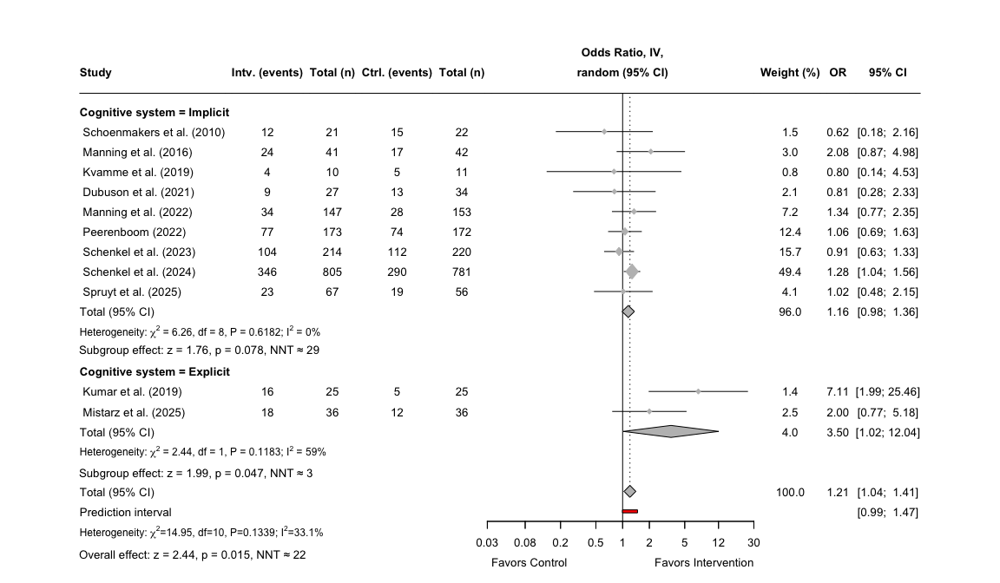 Odds Ratio, IV,
Study Intv. (events) Total (n) Ctrl. (events) Total (n) random (95% CI) Weight (%) OR 95% CI
Cognitive system = Implicit
Schoenmakers et al. (2010) 12 21 15 22 1.5 0.62 [0.18; 2.16]
Manning et al. (2016) 24 41 17 42 3.0 2.08 [0.87; 4.98]
Kvamme et al. (2019) 4 10 5 11 0.8 0.80 [0.14; 4.53]
Dubuson et al. (2021) 9 27 13 34 2.1 0.81 [0.28; 2.33]
Manning et al. (2022) 34 147 28 153 7.2 1.34 [0.77; 2.35]
Peerenboom (2022) 77 173 74 172 12.4 1.06 [0.69; 1.63]
Schenkel et al. (2023) 104 214 112 220 15.7 0.91 [0.63; 1.33]
Schenkel et al. (2024) 346 805 290 781 49.4 1.28 [1.04; 1.56]
Spruyt et al. (2025) 23 67 19 56 4.1 1.02 [0.48; 2.15]
Total (95% CI) 96.0 1.16 [0.98; 1.36]
Heterogeneity: χ² = 6.26, df = 8, P = 0.6182; I² = 0%
Subgroup effect: z = 1.76, p = 0.078, NNT ≈ 29
Cognitive system = Explicit
Kumar et al. (2019) 16 25 5 25 1.4 7.11 [1.99; 25.46]
Mistarz et al. (2025) 18 36 12 36 2.5 2.00 [0.77; 5.18]
Total (95% CI) 4.0 3.50 [1.02; 12.04]
Heterogeneity: χ² = 2.44, df = 1, P = 0.1183; I² = 59%
Subgroup effect: z = 1.99, p = 0.047, NNT ≈ 3
Total (95% CI) 100.0 1.21 [1.04; 1.41]
Prediction interval [0.99; 1.47]
Heterogeneity: χ²=14.95, df=10, P=0.1339; I²=33.1%
0.03 0.08 0.2 0.5 1 2 5 12 30
Overall effect: z = 2.44, p = 0.015, NNT ≈ 22
Favors Control Favors Intervention